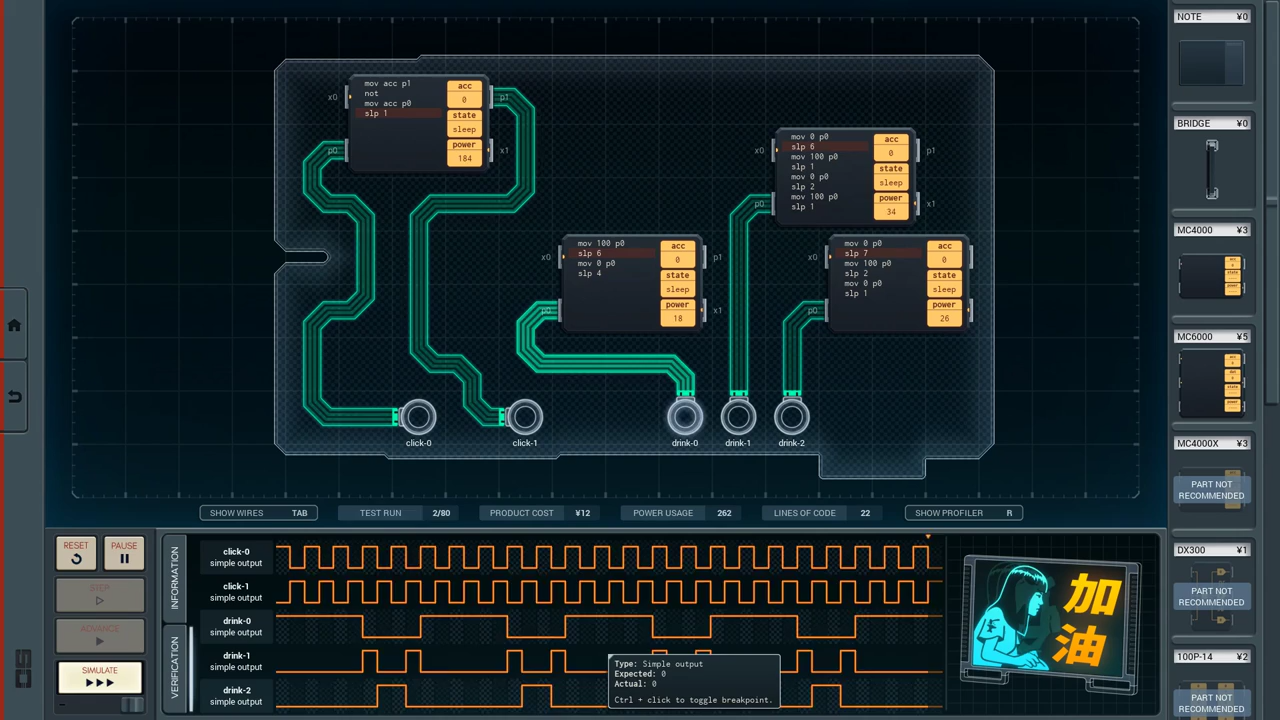 NOTE ¥0
BRIDGE ¥0
MC4000 ¥3
MC6000 ¥5
MC4000X ¥3
PART NOT
RECOMMENDED
DX300 ¥1
PART NOT
RECOMMENDED
100P-14 ¥2
PART NOT
RECOMMENDED
mov acc p1
not
mov acc p0
slp 1
acc
0
state
sleep
power
184
x0
p0
p1
x1
mov 0 p0
slp 6
mov 100 p0
slp 1
mov 0 p0
slp 2
mov 100 p0
slp 1
acc
0
state
sleep
power
34
x0
p0
p1
x1
mov 100 p0
slp 6
mov 0 p0
slp 4
acc
0
state
sleep
power
18
x0
p0
p1
x1
mov 0 p0
slp 7
mov 100 p0
slp 2
mov 0 p0
slp 1
acc
0
state
sleep
power
26
x0
p0
click-0
click-1
drink-0
drink-1
drink-2
SHOW WIRES TAB
TEST RUN 2/80
PRODUCT COST ¥12
POWER USAGE 262
LINES OF CODE 22
SHOW PROFILER R
RESET
PAUSE
STEP
ADVANCE
SIMULATE
INFORMATION
VERIFICATION
click-0
simple output
click-1
simple output
drink-0
simple output
drink-1
simple output
drink-2
simple output
Type: Simple output
Expected: 0
Actual: 0
Ctrl + click to toggle breakpoint.
加
油